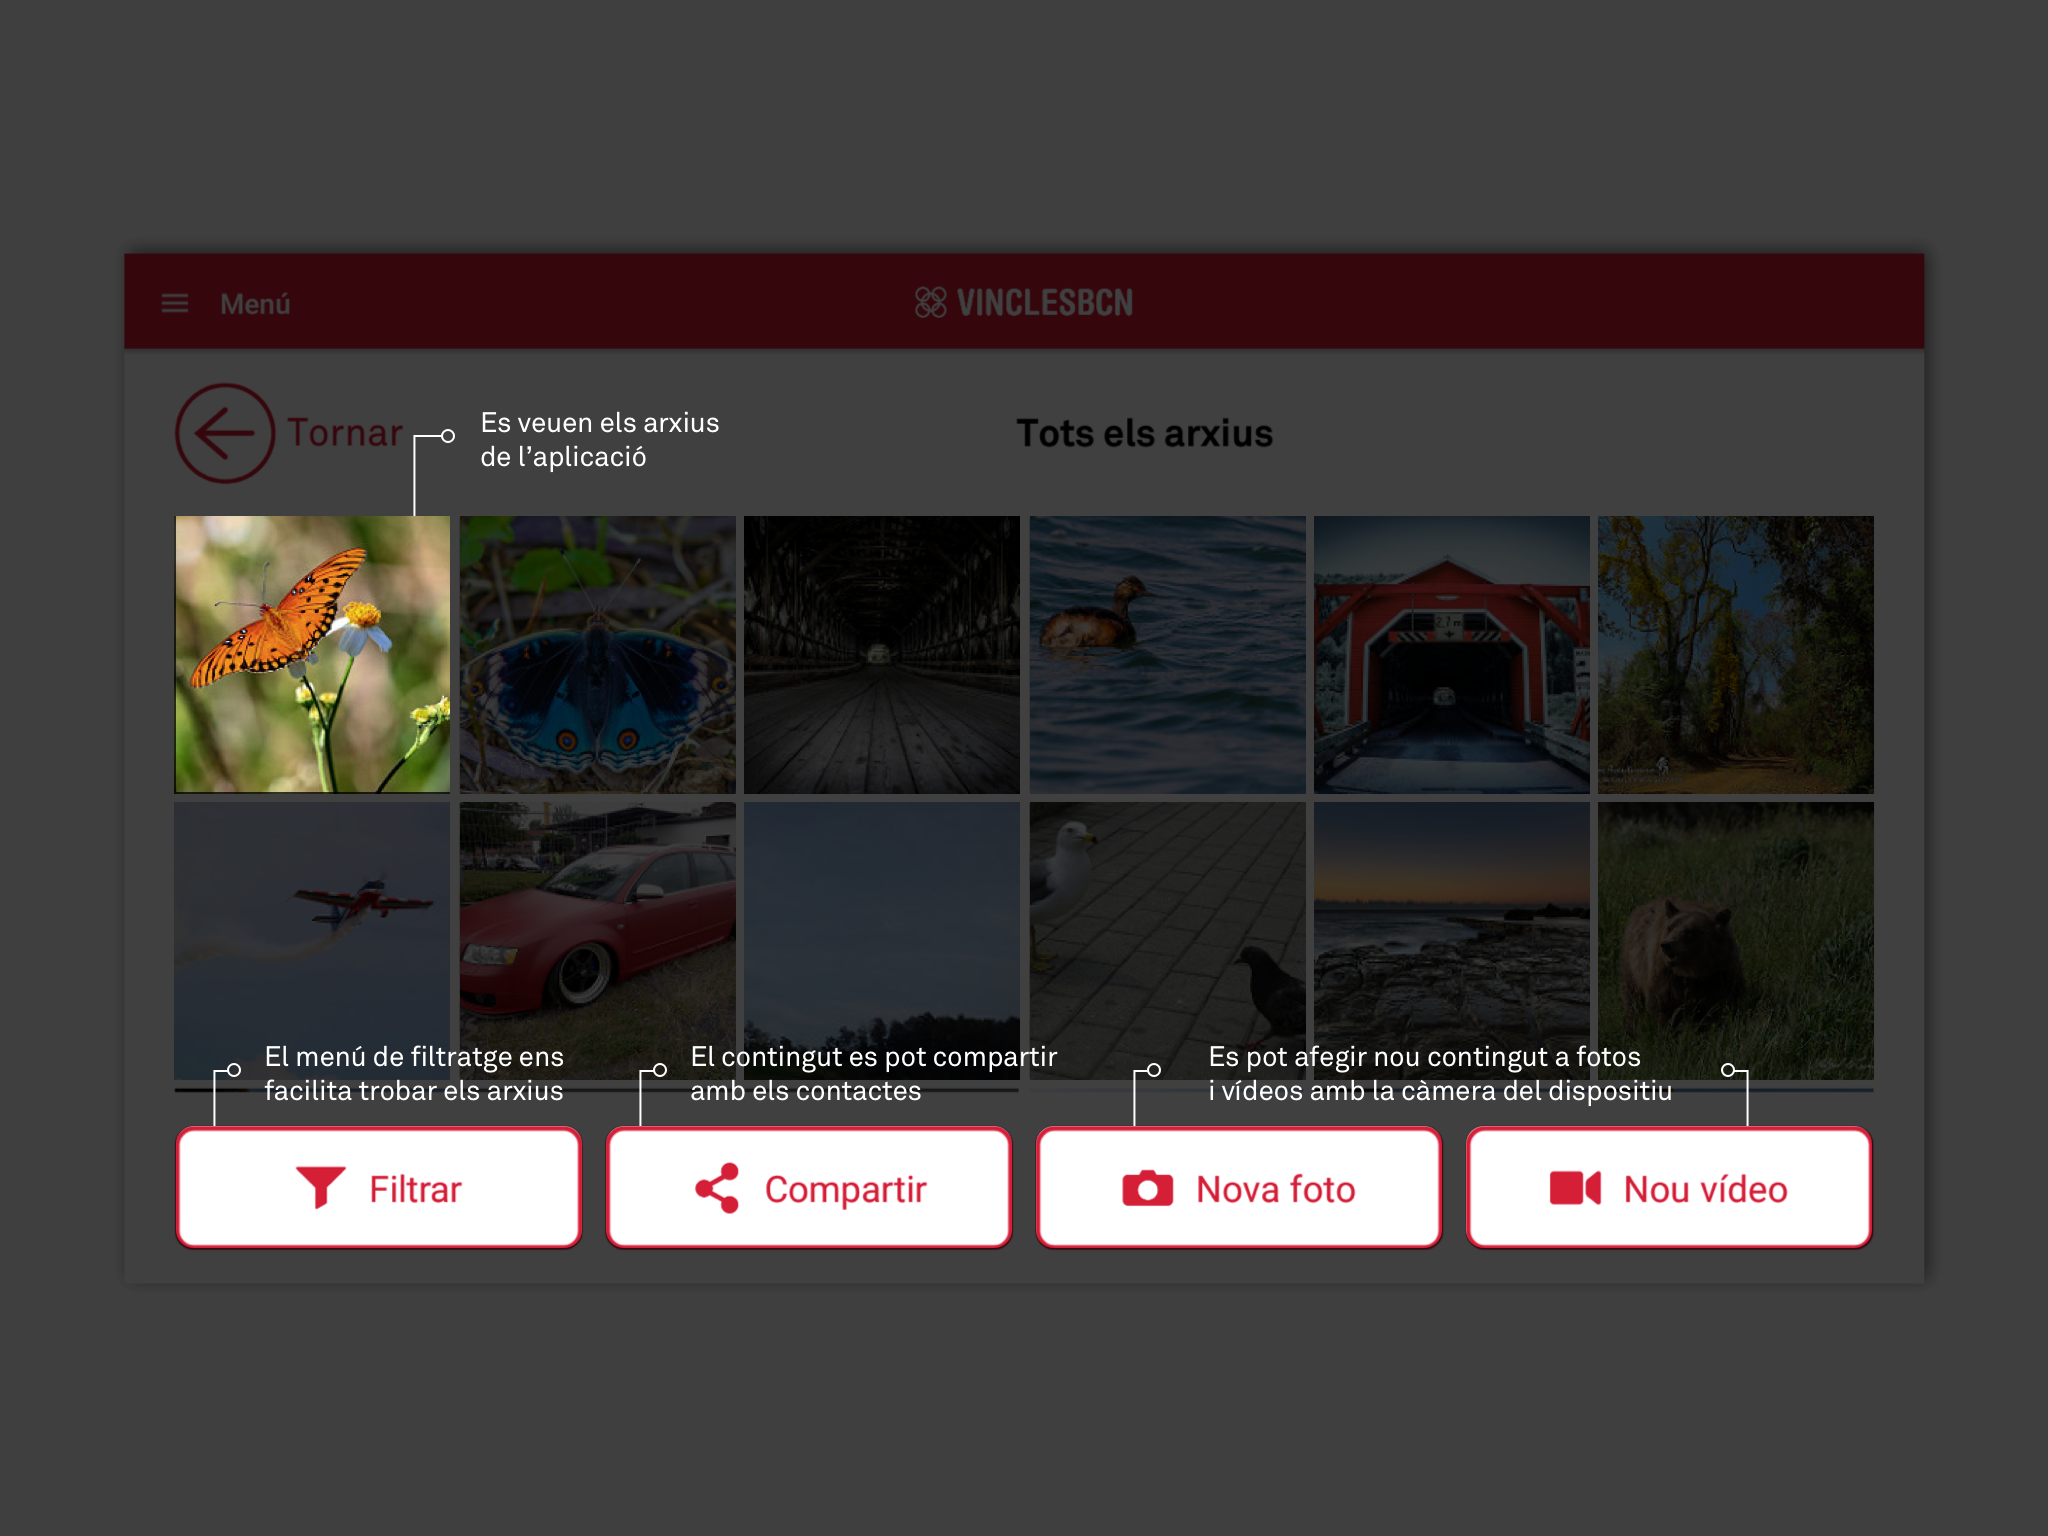 Menú
VINCLESBCN
Tornar
Es veuen els arxius
de l’aplicació
Tots els arxius
2,7 m
El menú de filtratge ens
facilita trobar els arxius
El contingut es pot compartir
amb els contactes
Es pot afegir nou contingut a fotos
i vídeos amb la càmera del dispositiu
Filtrar
Compartir
Nova foto
Nou vídeo